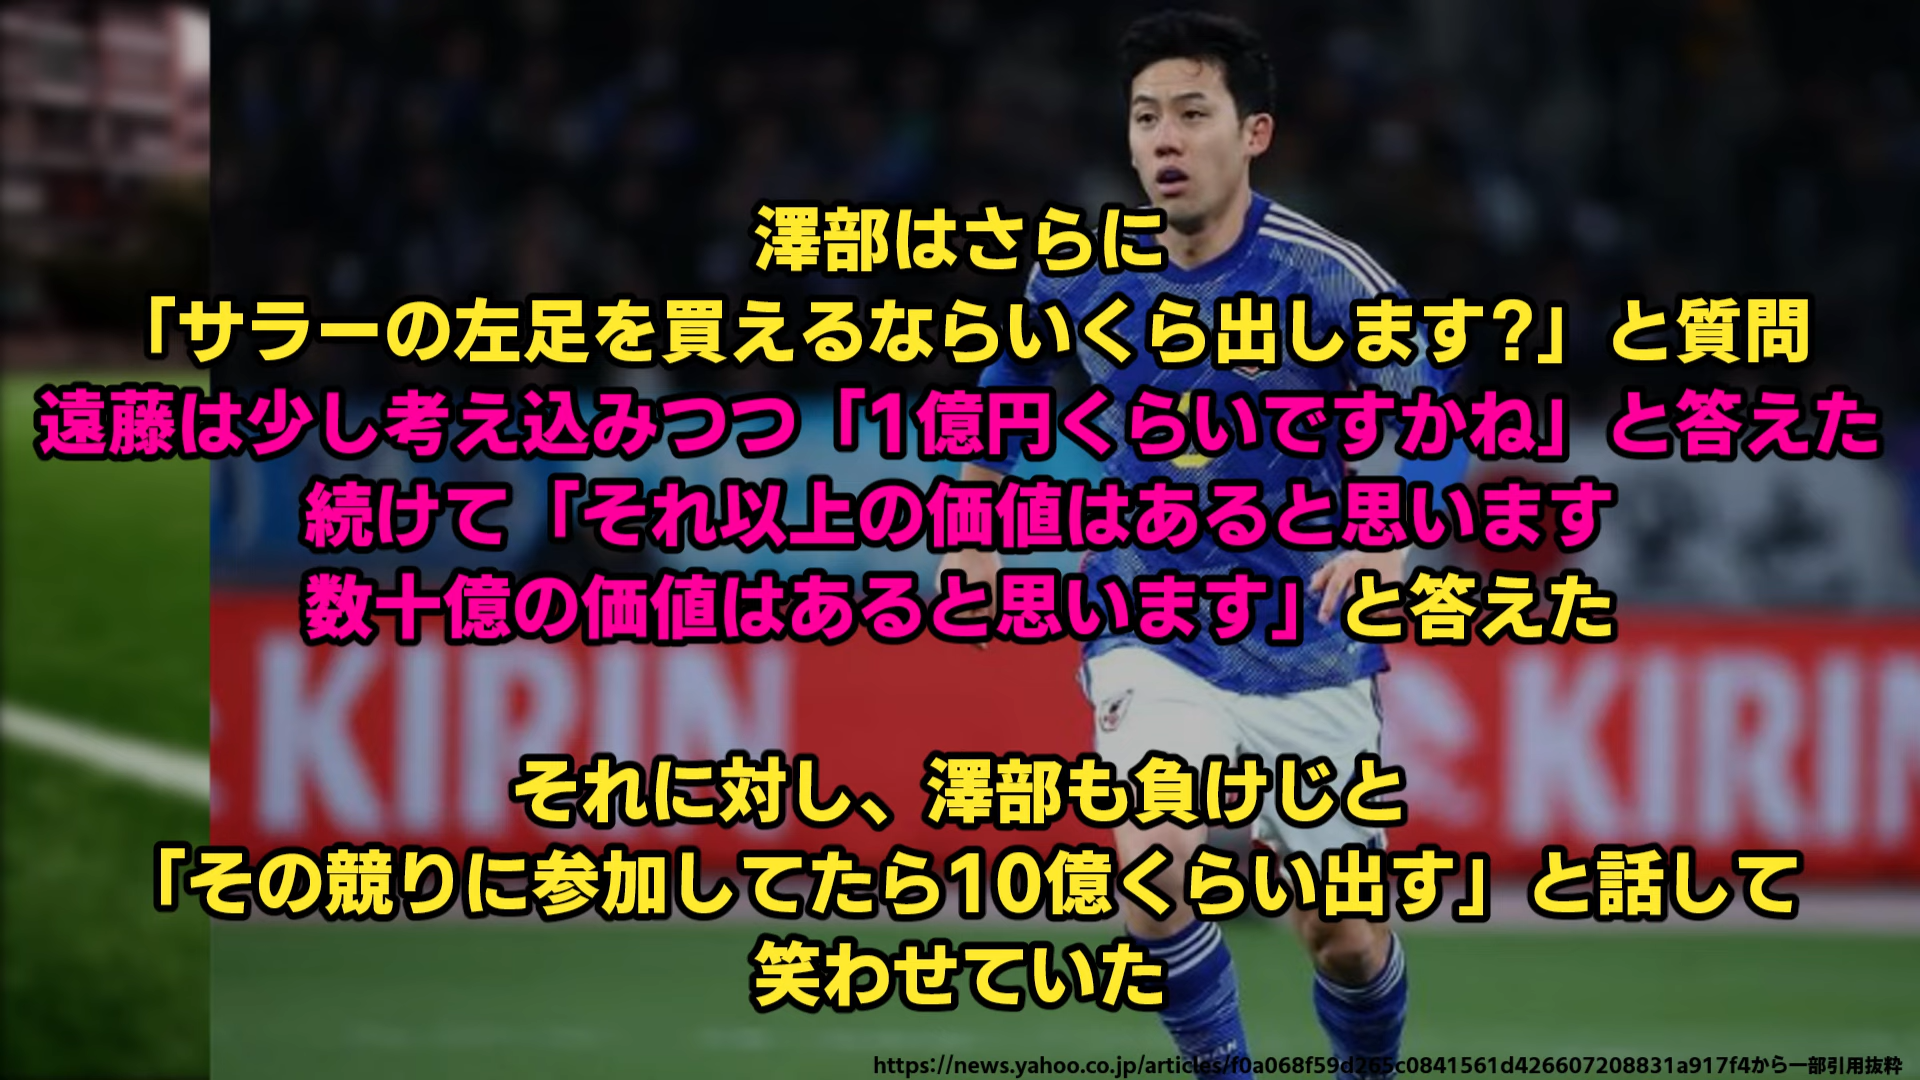 澤部はさらに
「サラーの左足を買えるならいくら出します?」と質問
遠藤は少し考え込みつつ「1億円くらいですかね」と答えた
続けて「それ以上の価値はあると思います
数十億の価値はあると思います」と答えた
KIRIN KIRIN
それに対し、澤部も負けじと
「その競りに参加してたら10億くらい出す」と話して
笑わせていた
https://news.yahoo.co.jp/articles/f0a068f59d265c0841561d426607208831a917f4から一部引用抜粋